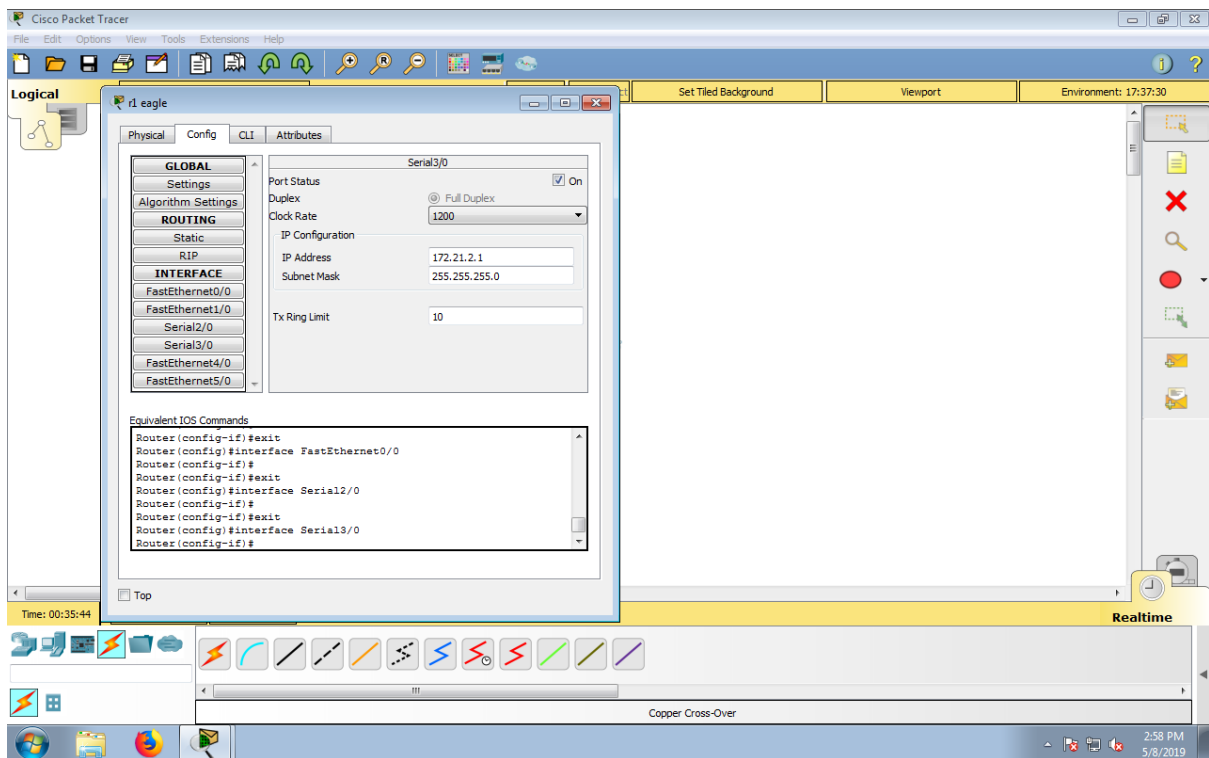 Cisco Packet Tracer
File Edit Options View Tools Extensions Help
Logical
Set Tiled Background
Viewport
Environment: 17:37:30
r1 eagle
Physical Config CLI Attributes
GLOBAL
Settings
Algorithm Settings
ROUTING
Static
RIP
INTERFACE
FastEthernet0/0
FastEthernet1/0
Serial2/0
Serial3/0
FastEthernet4/0
FastEthernet5/0
Serial3/0
Port Status On
Duplex Full Duplex
Clock Rate 1200
IP Configuration
IP Address 172.21.2.1
Subnet Mask 255.255.255.0
Tx Ring Limit 10
Equivalent IOS Commands
Router(config-if)#exit
Router(config)#interface FastEthernet0/0
Router(config-if)#
Router(config-if)#exit
Router(config)#interface Serial2/0
Router(config-if)#
Router(config-if)#exit
Router(config)#interface Serial3/0
Router(config-if)#
Top
Time: 00:35:44
Realtime
Copper Cross-Over
2:58 PM
5/8/2019